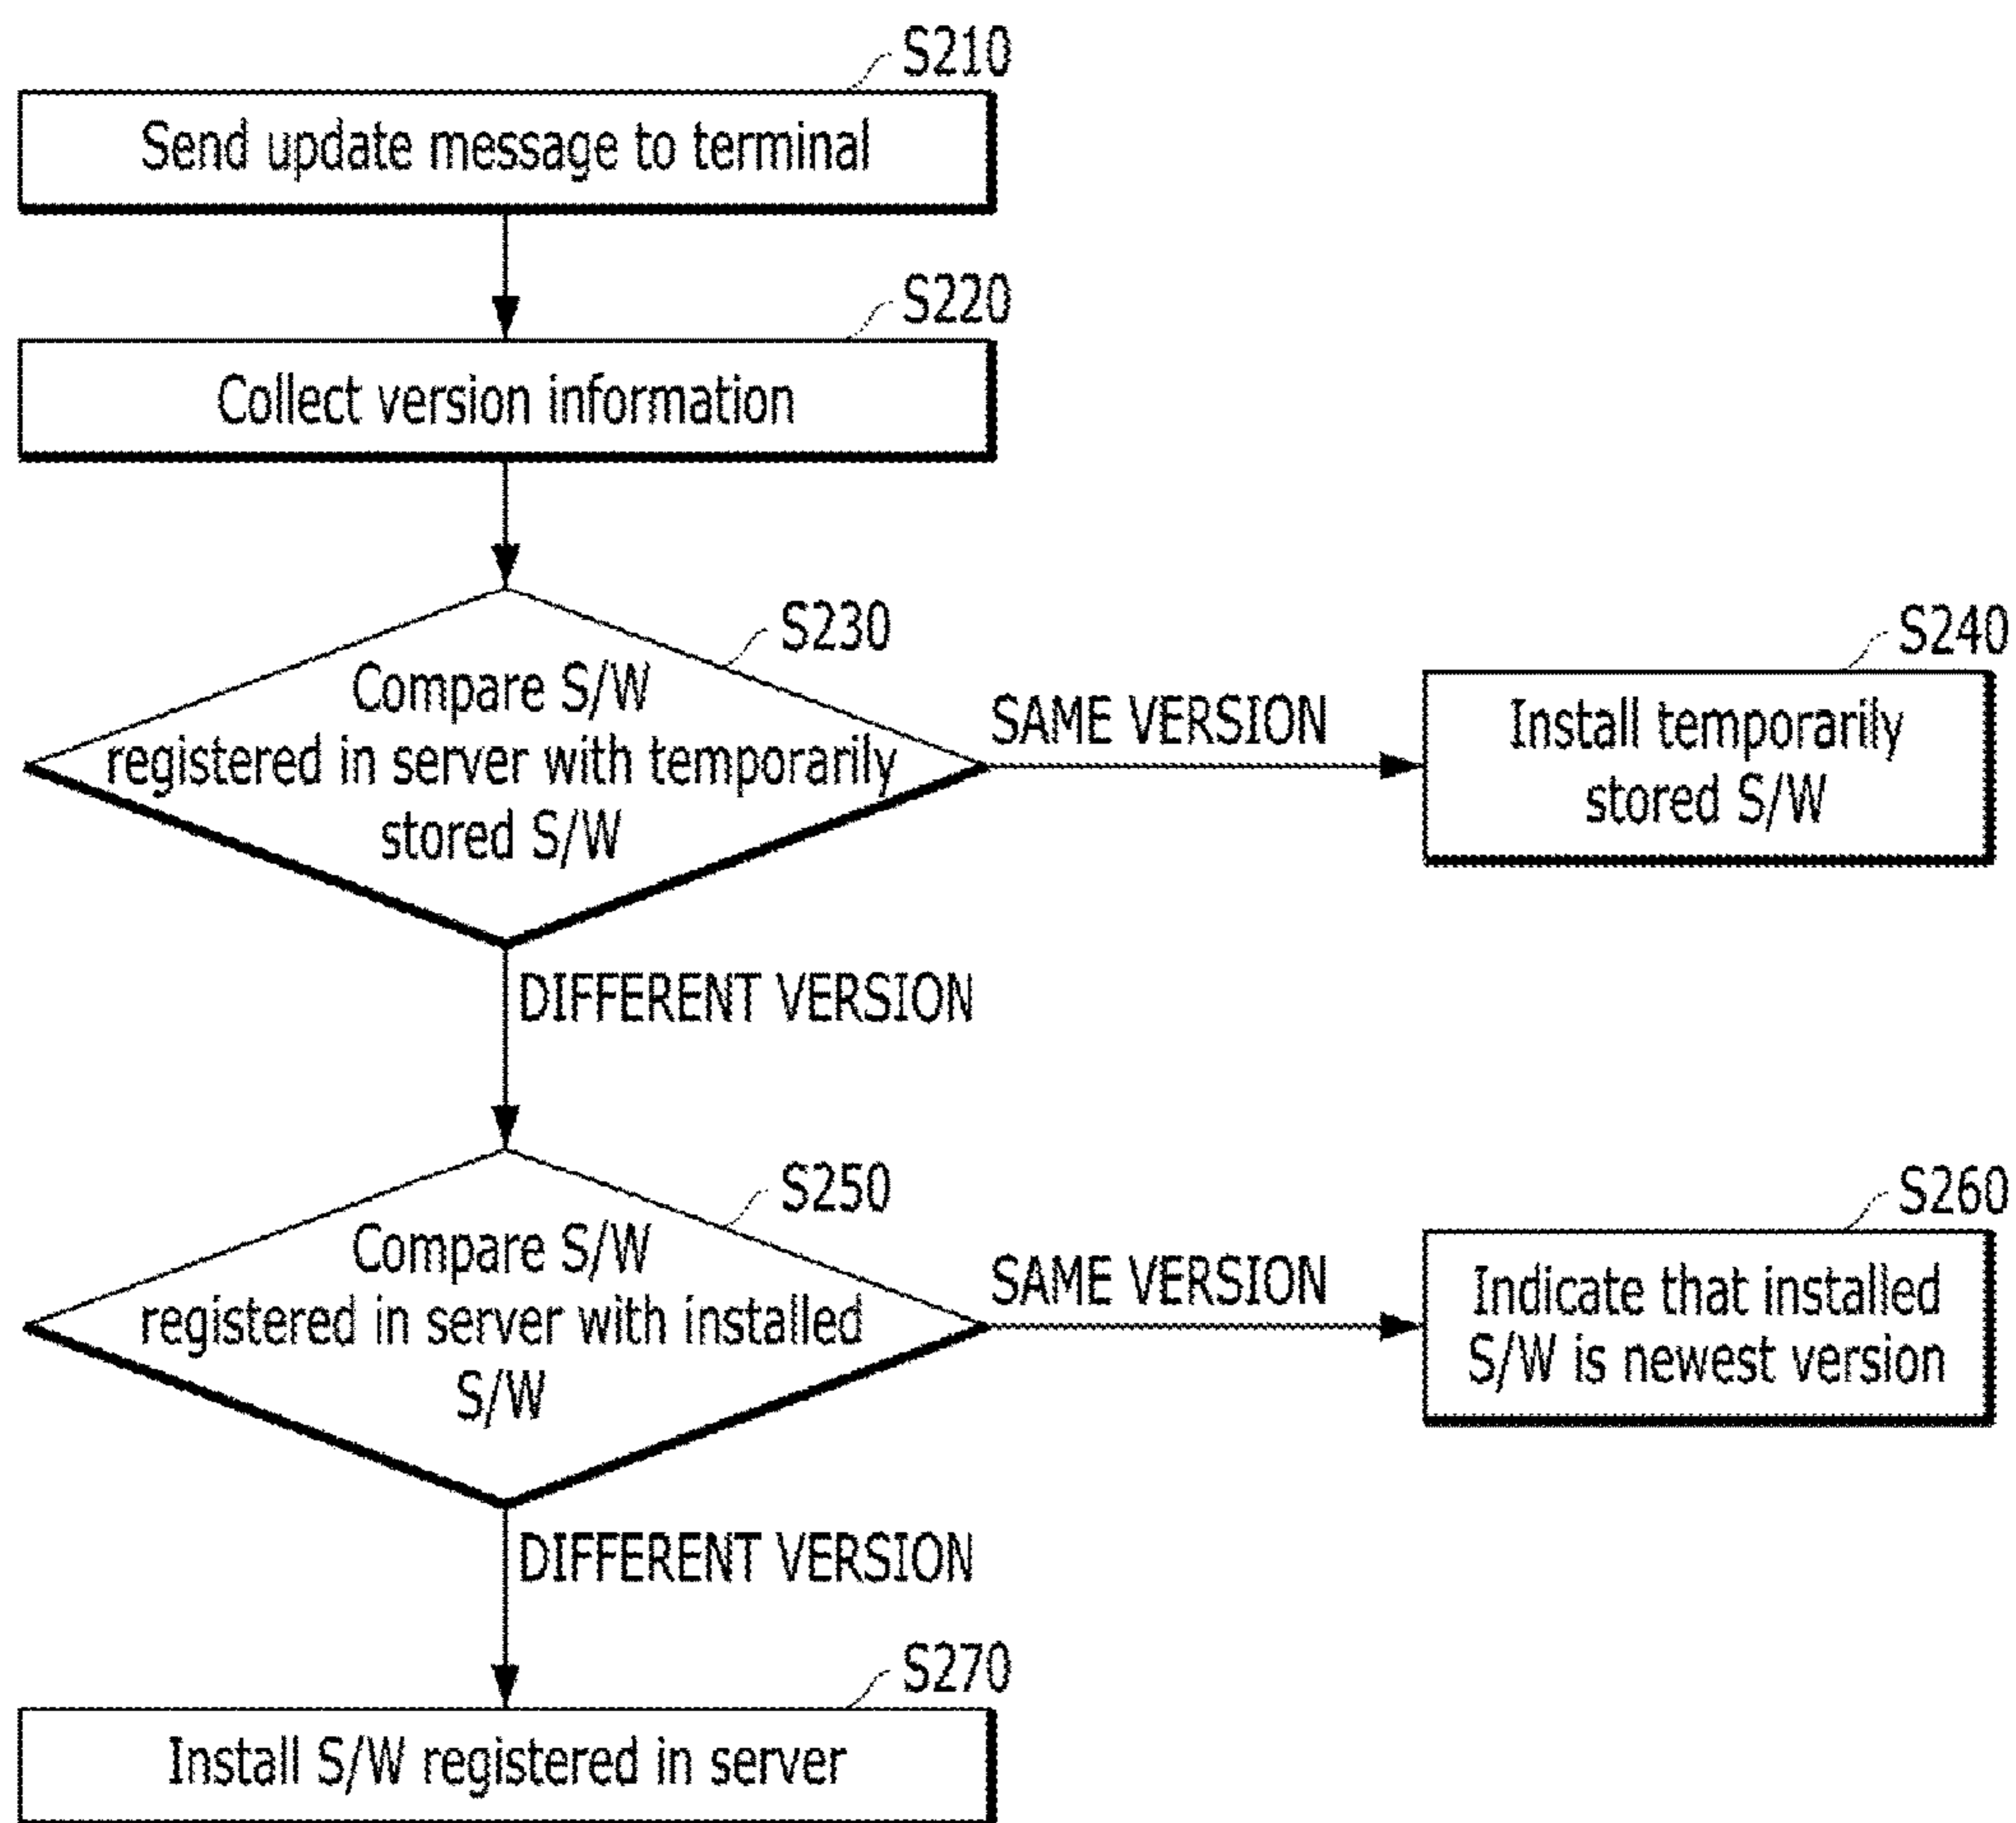 S210
Send update message to terminal
S220
Collect version information
S230
Compare S/W
registered in server with temporarily
stored S/W
SAME VERSION
S240
Install temporarily
stored S/W
DIFFERENT VERSION
S250
Compare S/W
registered in server with installed
S/W
SAME VERSION
S260
Indicate that installed
S/W is newest version
DIFFERENT VERSION
S270
Install S/W registered in server